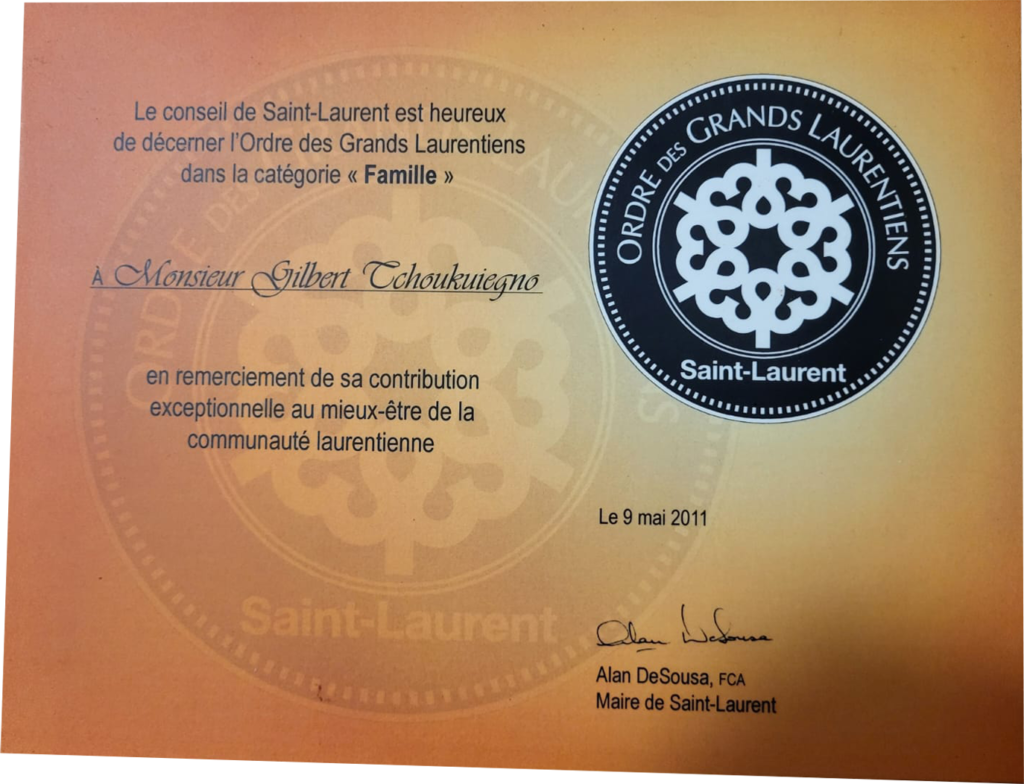 Le conseil de Saint-Laurent est heureux
de décerner l'Ordre des Grands Laurentiens
dans la catégorie « Famille »
À Monsieur Gilbert Tchoukuiegno
en remerciement de sa contribution
exceptionnelle au mieux-être de la
communauté laurentienne
ORDRE DES GRANDS LAURENTIENS
Saint-Laurent
Le 9 mai 2011
Alan DeSousa
Alan DeSousa, FCA
Maire de Saint-Laurent
Saint-Laurent